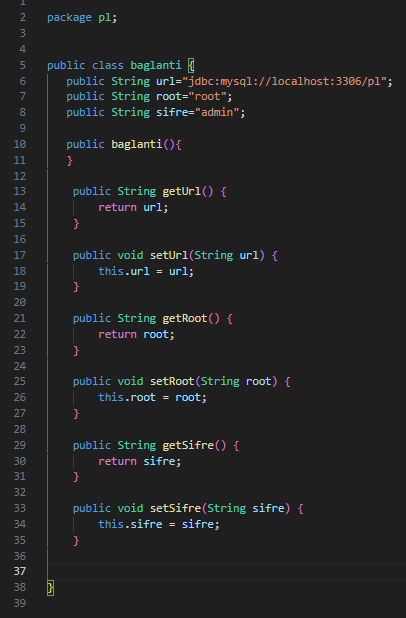 1
2 package pl;
3
4
5 public class baglanti {
6 public String url="jdbc:mysql://localhost:3306/pl";
7 public String root="root";
8 public String sifre="admin";
9
10 public baglanti(){
11 }
12
13 public String getUrl() {
14 return url;
15 }
16
17 public void setUrl(String url) {
18 this.url = url;
19 }
20
21 public String getRoot() {
22 return root;
23 }
24
25 public void setRoot(String root) {
26 this.root = root;
27 }
28
29 public String getSifre() {
30 return sifre;
31 }
32
33 public void setSifre(String sifre) {
34 this.sifre = sifre;
35 }
36
37
38 }
39